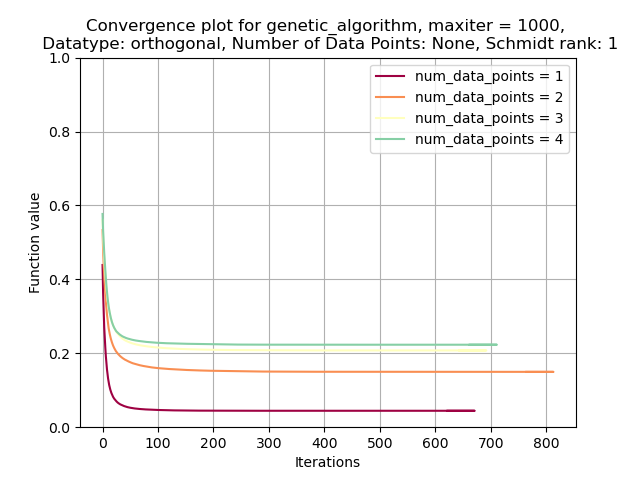 Convergence plot for genetic_algorithm, maxiter = 1000,
Datatype: orthogonal, Number of Data Points: None, Schmidt rank: 1
1.0
0.8
0.6
0.4
0.2
0.0
Function value
num_data_points = 1
num_data_points = 2
num_data_points = 3
num_data_points = 4
0 100 200 300 400 500 600 700 800
Iterations